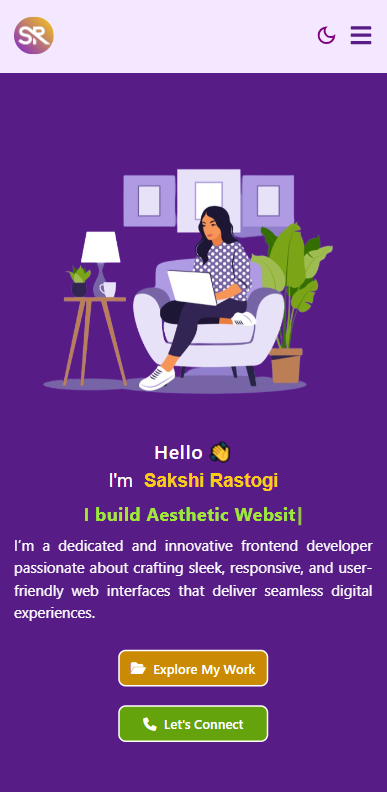 SR
Hello 👋
I'm Sakshi Rastogi
I build Aesthetic Websit|
I'm a dedicated and innovative frontend developer
passionate about crafting sleek, responsive, and user-
friendly web interfaces that deliver seamless digital
experiences.
Explore My Work
Let's Connect